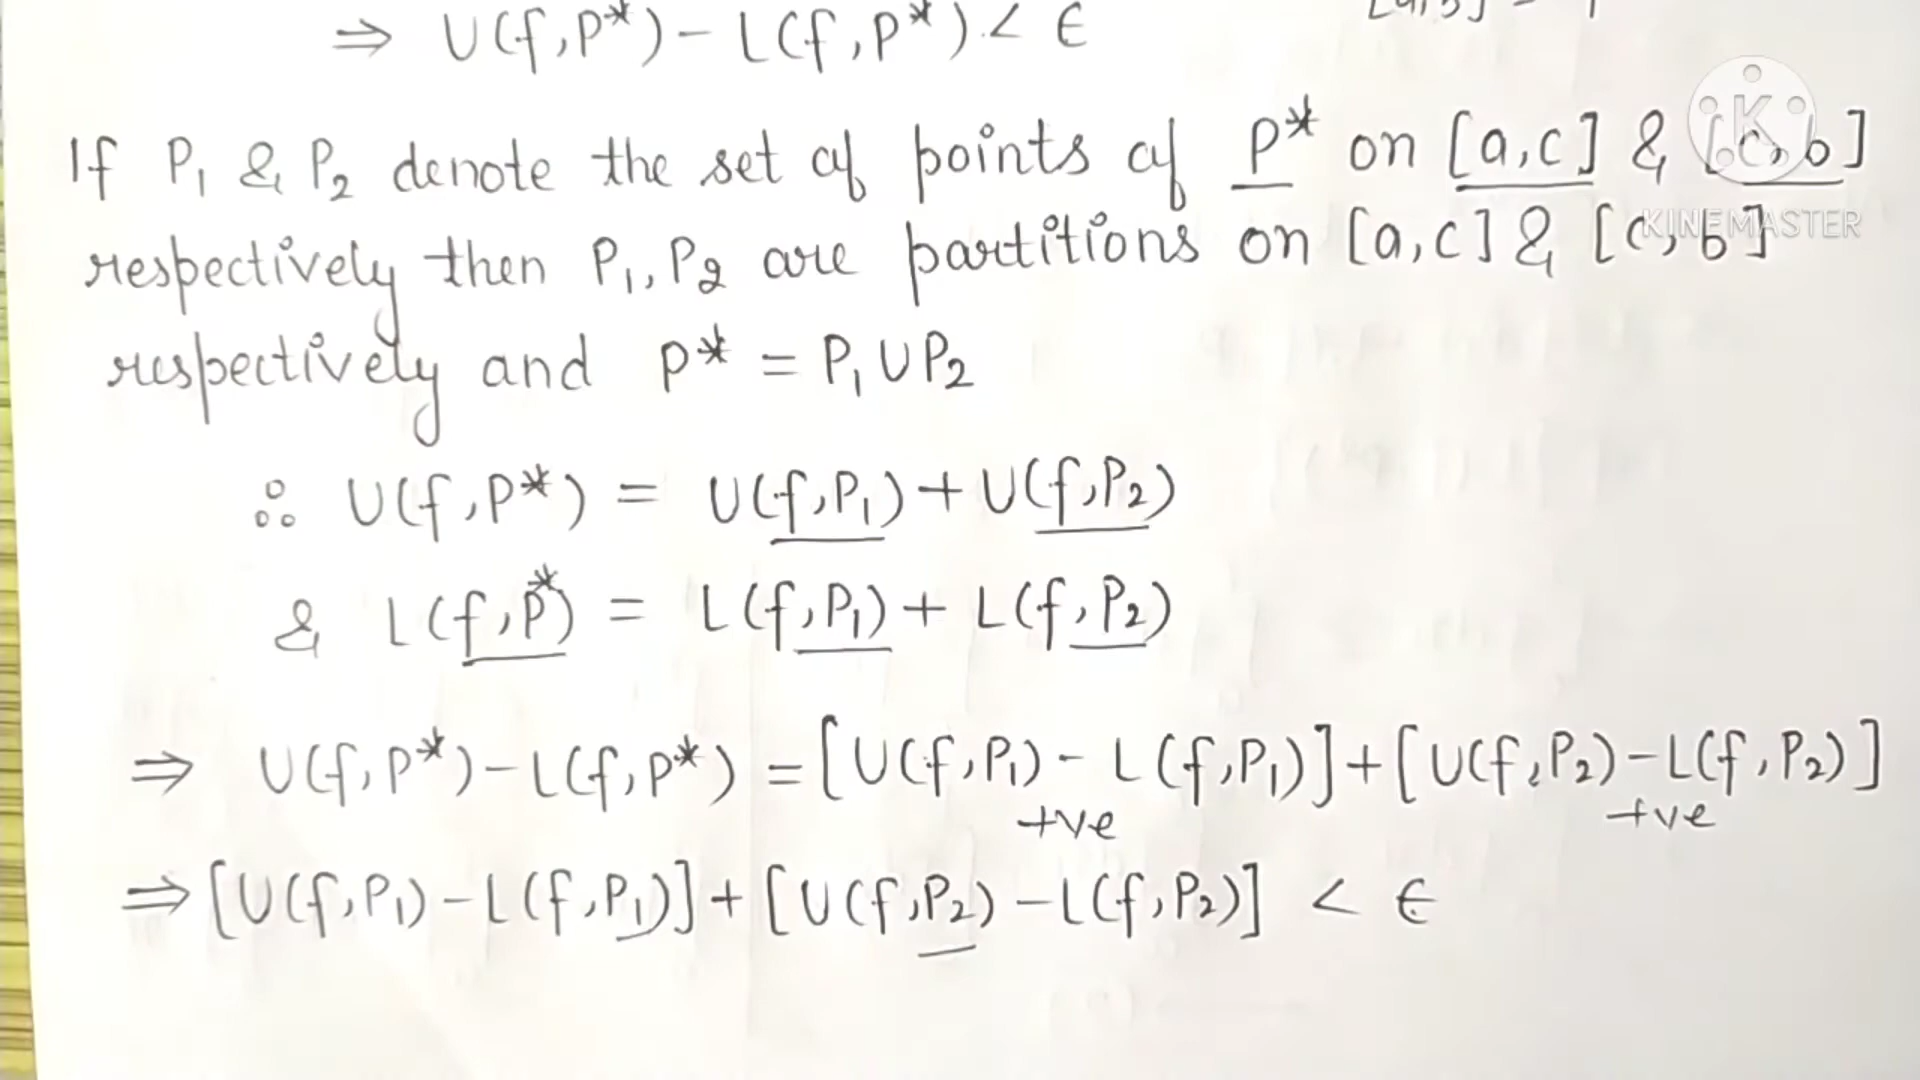 ⇒ U(f,P*) - L(f,P*) < ∈
If P₁ & P₂ denote the set of points of P* on [a,c] & [c,b]
respectively then P₁,P₂ are partitions on [a,c] & [c,b]
respectively and P* = P₁∪P₂
∴ U(f,P*) = U(f,P₁) + U(f,P₂)
& L(f,P*) = L(f,P₁) + L(f,P₂)
⇒ U(f,P*) - L(f,P*) = [U(f,P₁) - L(f,P₁)] + [U(f,P₂) - L(f,P₂)]
+ve +ve
⇒ [U(f,P₁) - L(f,P₁)] + [U(f,P₂) - L(f,P₂)] < ∈
K
KINEMASTER